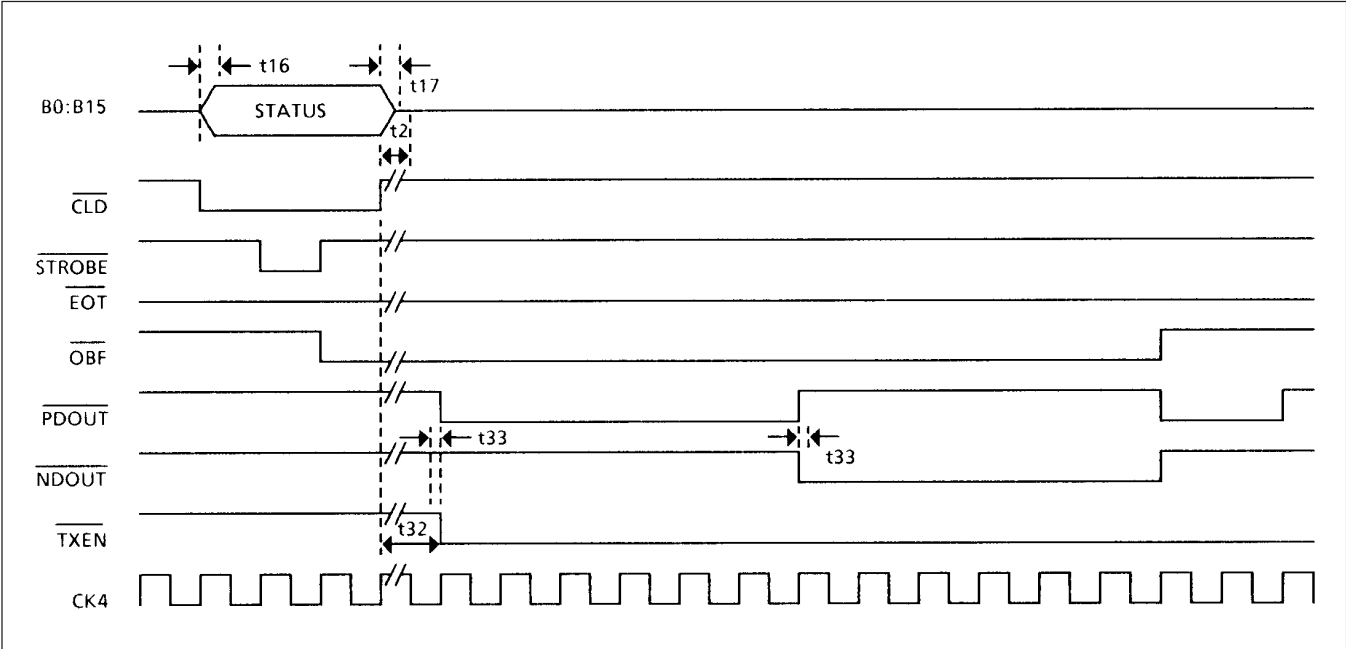 t16
t17
B0:B15
STATUS
t2
CLD
STROBE
EOT
OBF
PDOUT
t33
t33
NDOUT
t32
TXEN
CK4